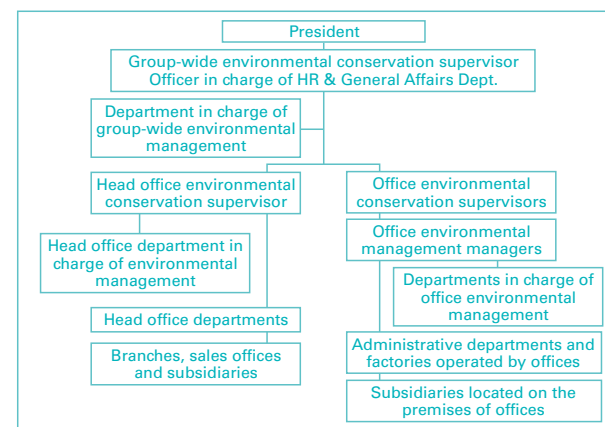 President
Group-wide environmental conservation supervisor
Officer in charge of HR & General Affairs Dept.
Department in charge of
group-wide environmental
management
Head office environmental
conservation supervisor
Head office department in
charge of environmental
management
Head office departments
Branches, sales offices
and subsidiaries
Office environmental
conservation supervisors
Office environmental
management managers
Departments in charge of
office environmental
management
Administrative departments and
factories operated by offices
Subsidiaries located on the
premises of offices